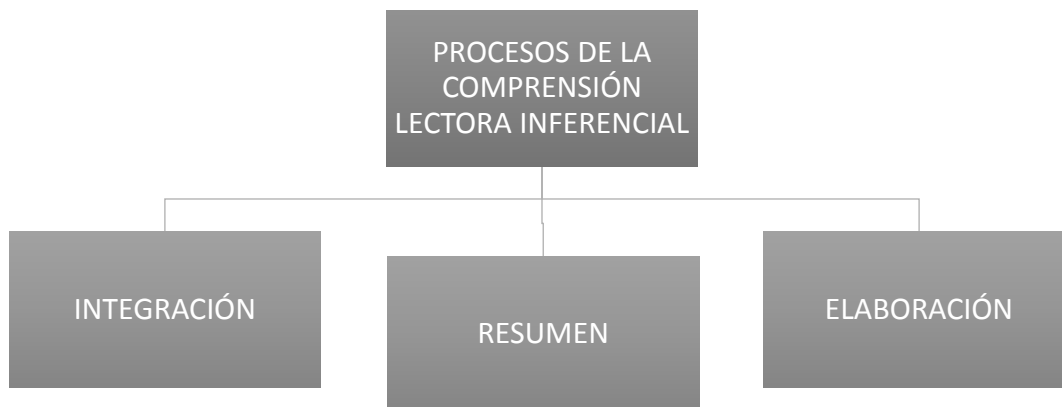 PROCESOS DE LA
COMPRENSIÓN
LECTORA INFERENCIAL
INTEGRACIÓN
RESUMEN
ELABORACIÓN